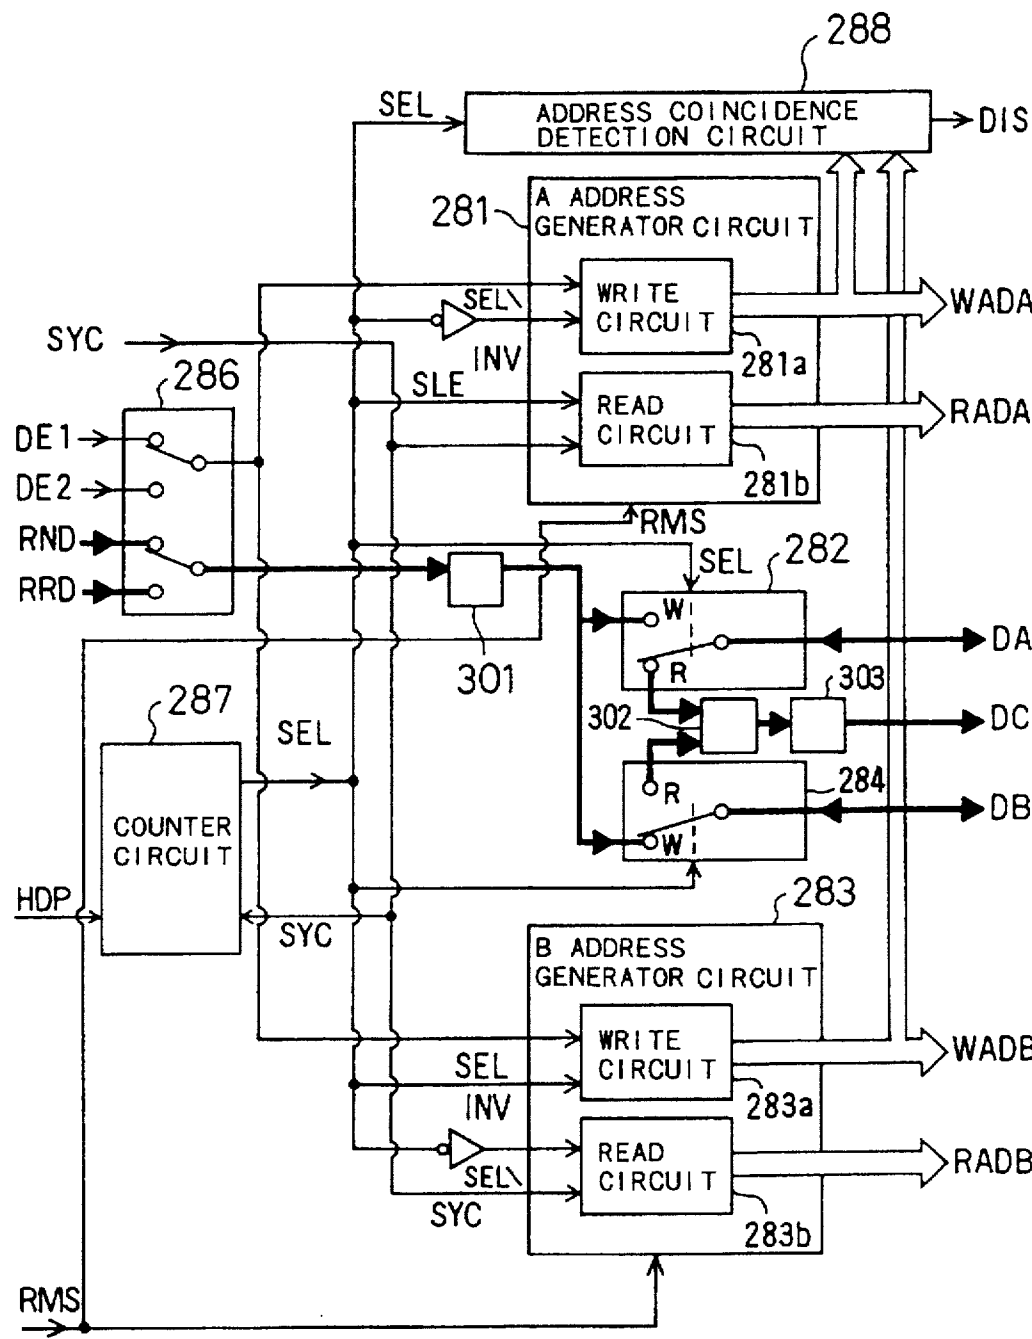 288
SEL
ADDRESS COINCIDENCE
DETECTION CIRCUIT
DIS
281
A ADDRESS
GENERATOR CIRCUIT
SEL\
WRITE
CIRCUIT
WADA
SYC
INV
281a
286
SLE
READ
CIRCUIT
RADA
DE1
DE2
281b
RND
RMS
SEL
282
RRD
W
DA
301
R
303
287
302
DC
SEL
R
284
DB
COUNTER
CIRCUIT
W
HDP
SYC
283
B ADDRESS
GENERATOR CIRCUIT
WRITE
CIRCUIT
WADB
SEL
283a
INV
READ
CIRCUIT
RADB
SEL\
SYC
283b
RMS